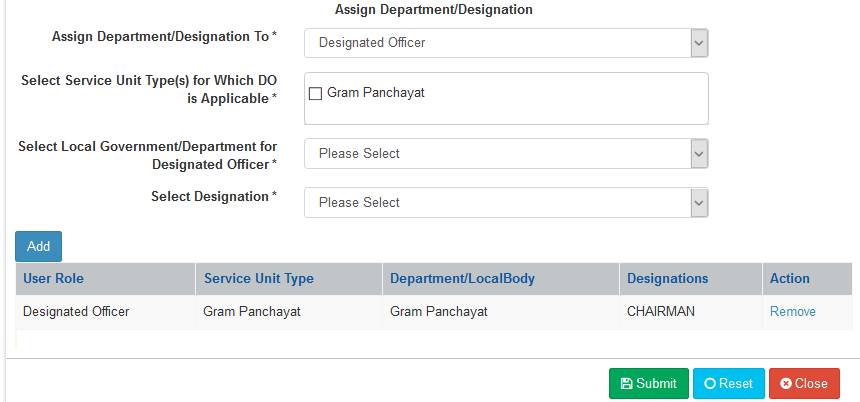 Assign Department/Designation
Assign Department/Designation To *
Designated Officer
Select Service Unit Type(s) for Which DO
is Applicable *
Gram Panchayat
Select Local Government/Department for
Designated Officer *
Please Select
Select Designation *
Please Select
Add
User Role Service Unit Type Department/LocalBody Designations Action
Designated Officer Gram Panchayat Gram Panchayat CHAIRMAN Remove
Submit Reset Close